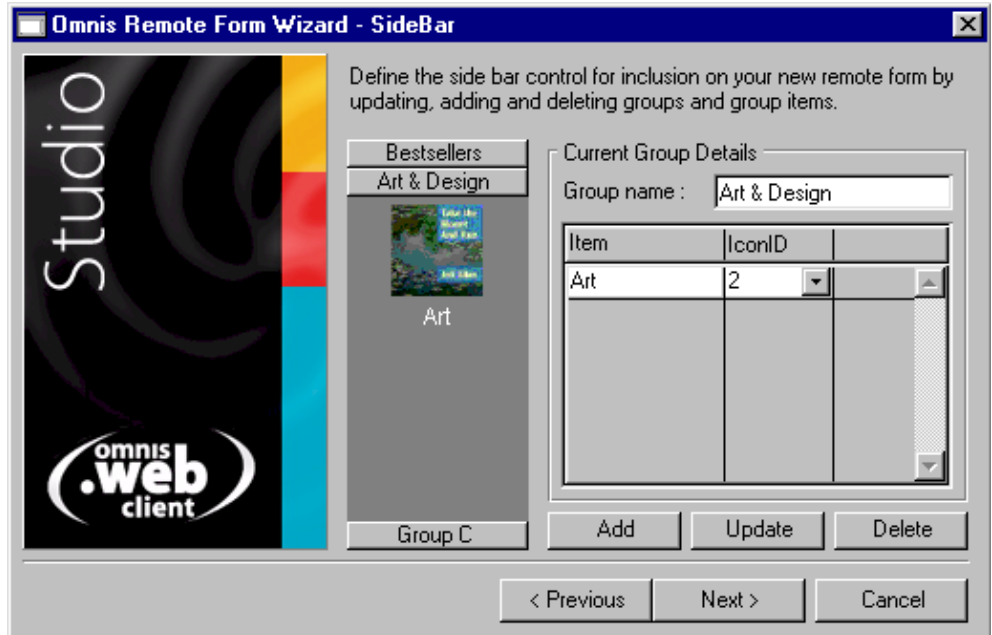 Omnis Remote Form Wizard - SideBar
Studio
omnis
.web
client
Define the side bar control for inclusion on your new remote form by
updating, adding and deleting groups and group items.
Bestsellers
Art & Design
Art
Group C
Current Group Details
Group name : Art & Design
Item IconID
Art 2
Add Update Delete
< Previous Next > Cancel